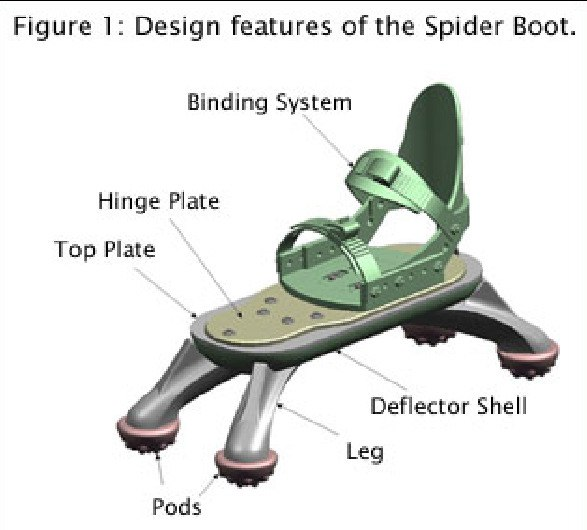 Figure 1: Design features of the Spider Boot.
Binding System
Hinge Plate
Top Plate
Deflector Shell
Leg
Pods